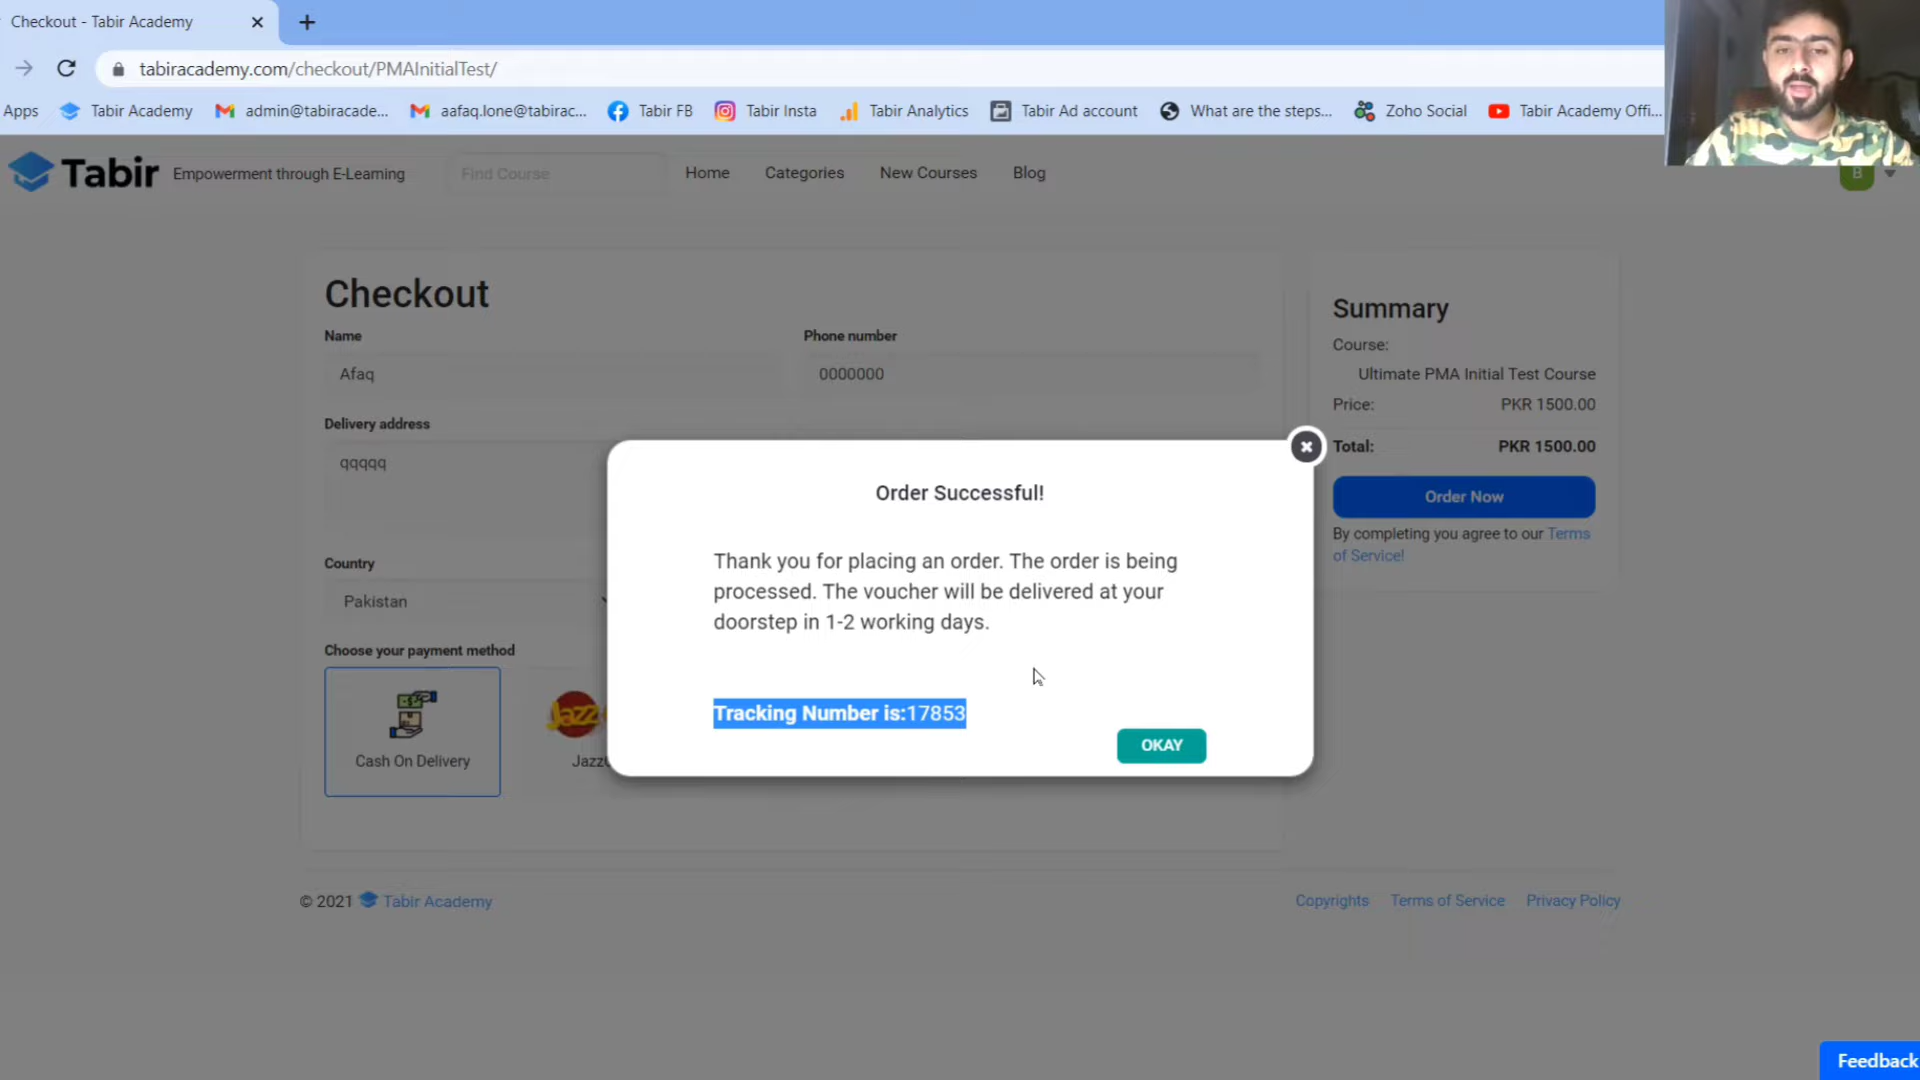 Checkout - Tabir Academy
tabiracademy.com/checkout/PMAInitialTest/
Apps Tabir Academy admin@tabiracade... aafaq.lone@tabirac... Tabir FB Tabir Insta Tabir Analytics Tabir Ad account What are the steps... Zoho Social Tabir Academy Offi...
Tabir Empowerment through E-Learning Find Course Home Categories New Courses Blog B
Checkout
Name Phone number
Afaq 0000000
Delivery address
qqqqq
Country
Pakistan
Choose your payment method
Cash On Delivery
Jazz
Jazz
Summary
Course:
Ultimate PMA Initial Test Course
Price: PKR 1500.00
Total: PKR 1500.00
Order Now
By completing you agree to our Terms
of Service!
Order Successful!
Thank you for placing an order. The order is being
processed. The voucher will be delivered at your
doorstep in 1-2 working days.
Tracking Number is:17853
OKAY
© 2021 Tabir Academy Copyrights Terms of Service Privacy Policy
Feedback